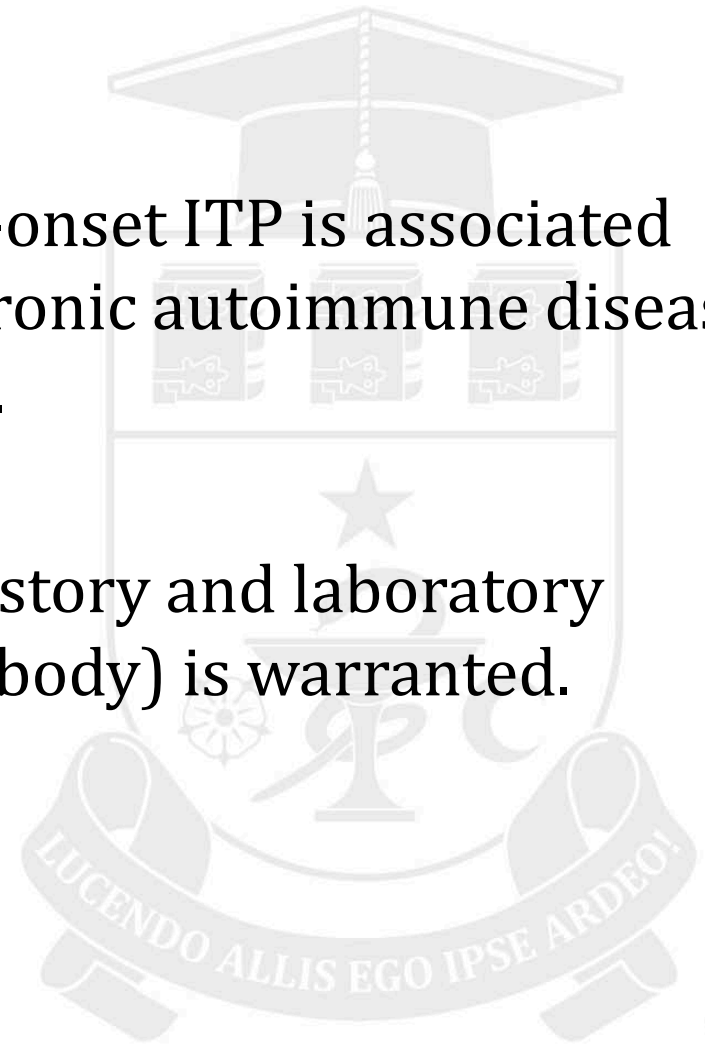 -onset ITP is associated
ronic autoimmune diseas
.
story and laboratory
body) is warranted.
LUCENDO ALLIS EGO IPSE ARDEO!